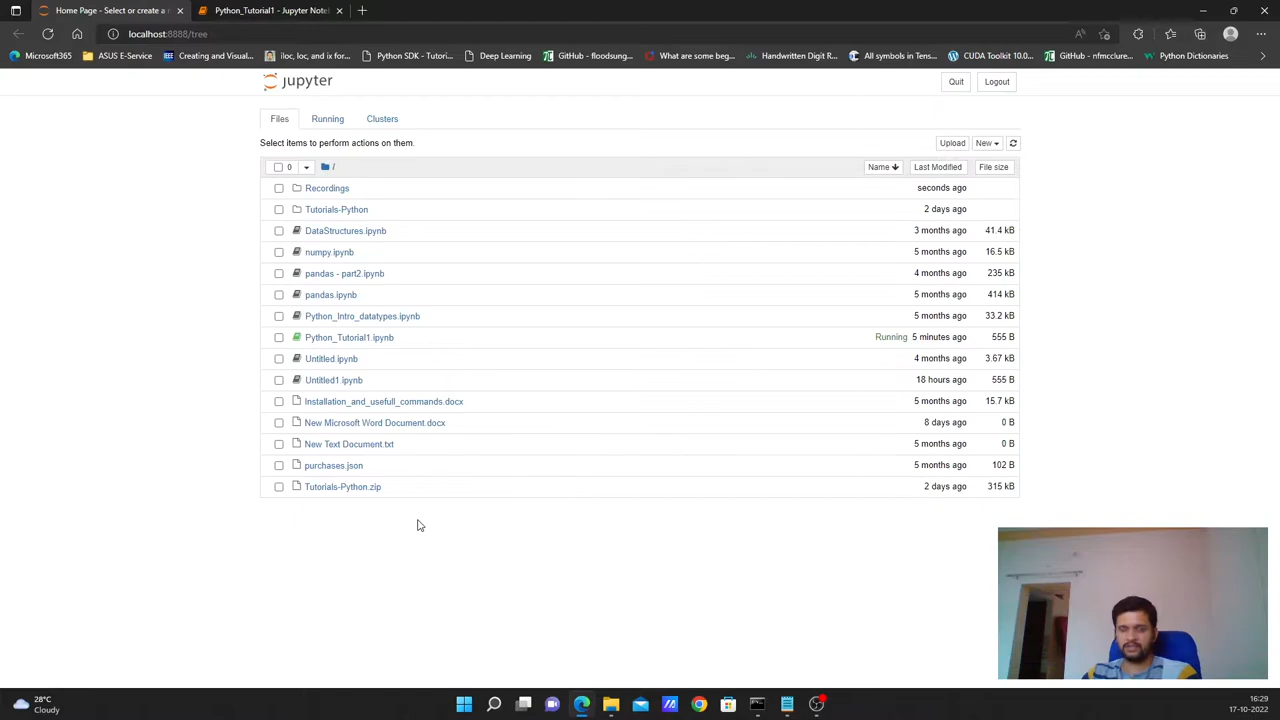 Home Page - Select or create a n
Python_Tutorial1 - Jupyter Notel
localhost:8888/tree
Microsoft365
ASUS E-Service
Creating and Visual...
iloc, loc, and ix for...
Python SDK - Tutori...
Deep Learning
GitHub - floodsung...
What are some beg...
Handwritten Digit R...
All symbols in Tens...
CUDA Toolkit 10.0...
GitHub - nfmcclure...
Python Dictionaries
jupyter
Quit
Logout
Files
Running
Clusters
Select items to perform actions on them.
Upload
New
0
/
Name
Last Modified
File size
Recordings
seconds ago
Tutorials-Python
2 days ago
DataStructures.ipynb
3 months ago
41.4 kB
numpy.ipynb
5 months ago
16.5 kB
pandas - part2.ipynb
4 months ago
235 kB
pandas.ipynb
5 months ago
414 kB
Python_Intro_datatypes.ipynb
5 months ago
33.2 kB
Python_Tutorial1.ipynb
Running
5 minutes ago
555 B
Untitled.ipynb
4 months ago
3.67 kB
Untitled1.ipynb
18 hours ago
555 B
Installation_and_usefull_commands.docx
5 months ago
15.7 kB
New Microsoft Word Document.docx
8 days ago
0 B
New Text Document.txt
5 months ago
0 B
purchases.json
5 months ago
102 B
Tutorials-Python.zip
2 days ago
315 kB
28°C
Cloudy
16:29
17-10-2022